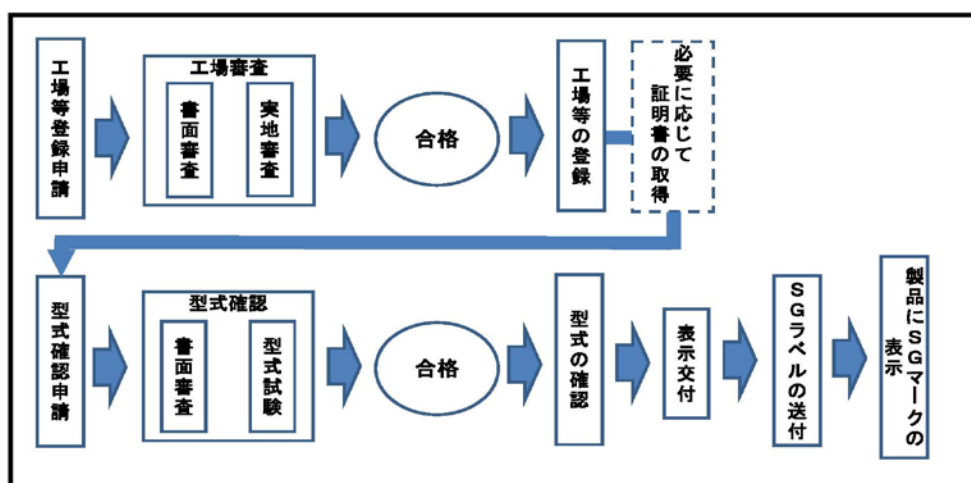 工場等登録申請
工場審査
書面審査
実地審査
合格
工場等の登録
必要に応じて
証明書の取得
型式確認申請
型式確認
書面審査
型式試験
合格
型式の確認
表示交付
SGラベルの送付
製品にSGマークの
表示